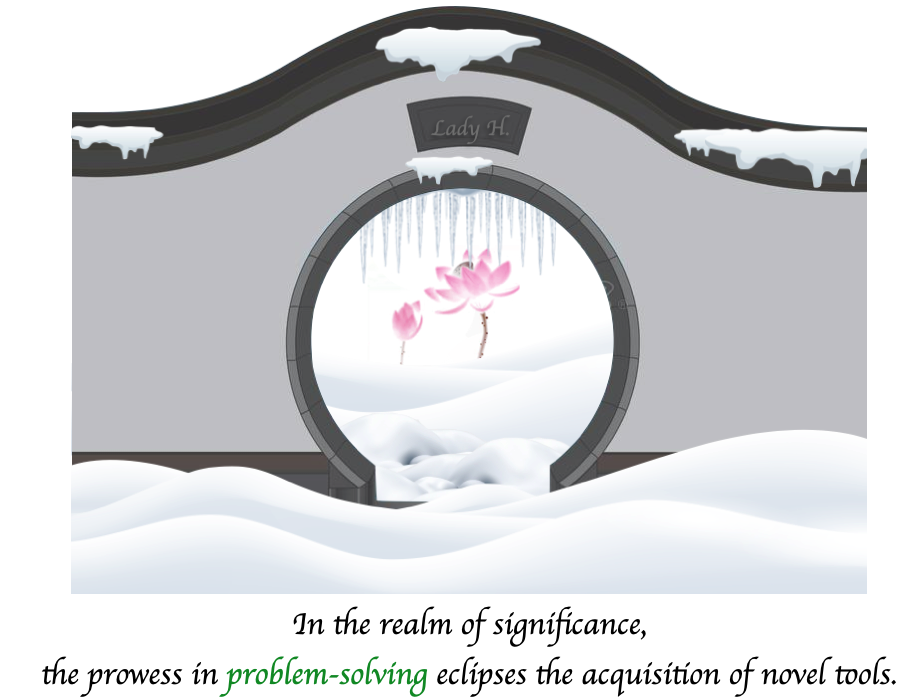 Lady H.
In the realm of significance,
the prowess in problem-solving eclipses the acquisition of novel tools.